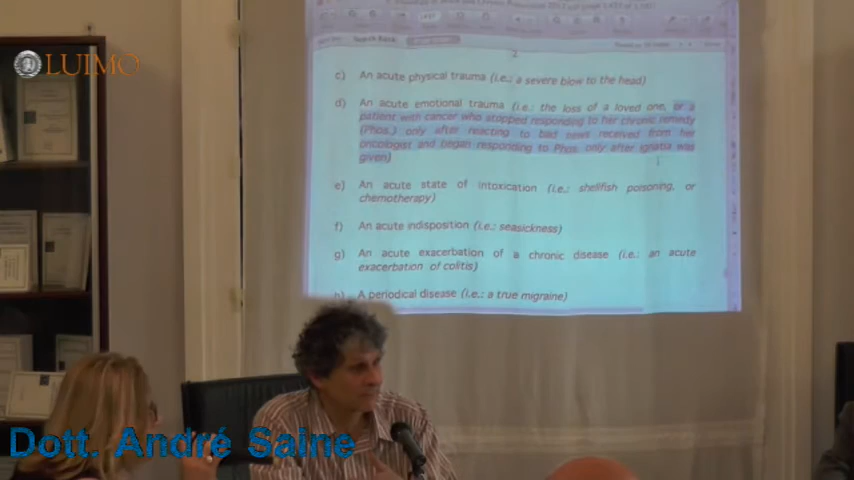 LUIMO
2
c) An acute physical trauma (i.e.: a severe blow to the head)
d) An acute emotional trauma (i.e.: the loss of a loved one, or a
patient with cancer who stopped responding to her chronic remedy
(Phos.) only after reacting to bad news received from her
oncologist and began responding to Phos. only after Ignatia was
given)
e) An acute state of intoxication (i.e.: shellfish poisoning, or
chemotherapy)
f) An acute indisposition (i.e.: seasickness)
g) An acute exacerbation of a chronic disease (i.e.: an acute
exacerbation of colitis)
h) A periodical disease (i.e.: a true migraine)
Dott. André Saine